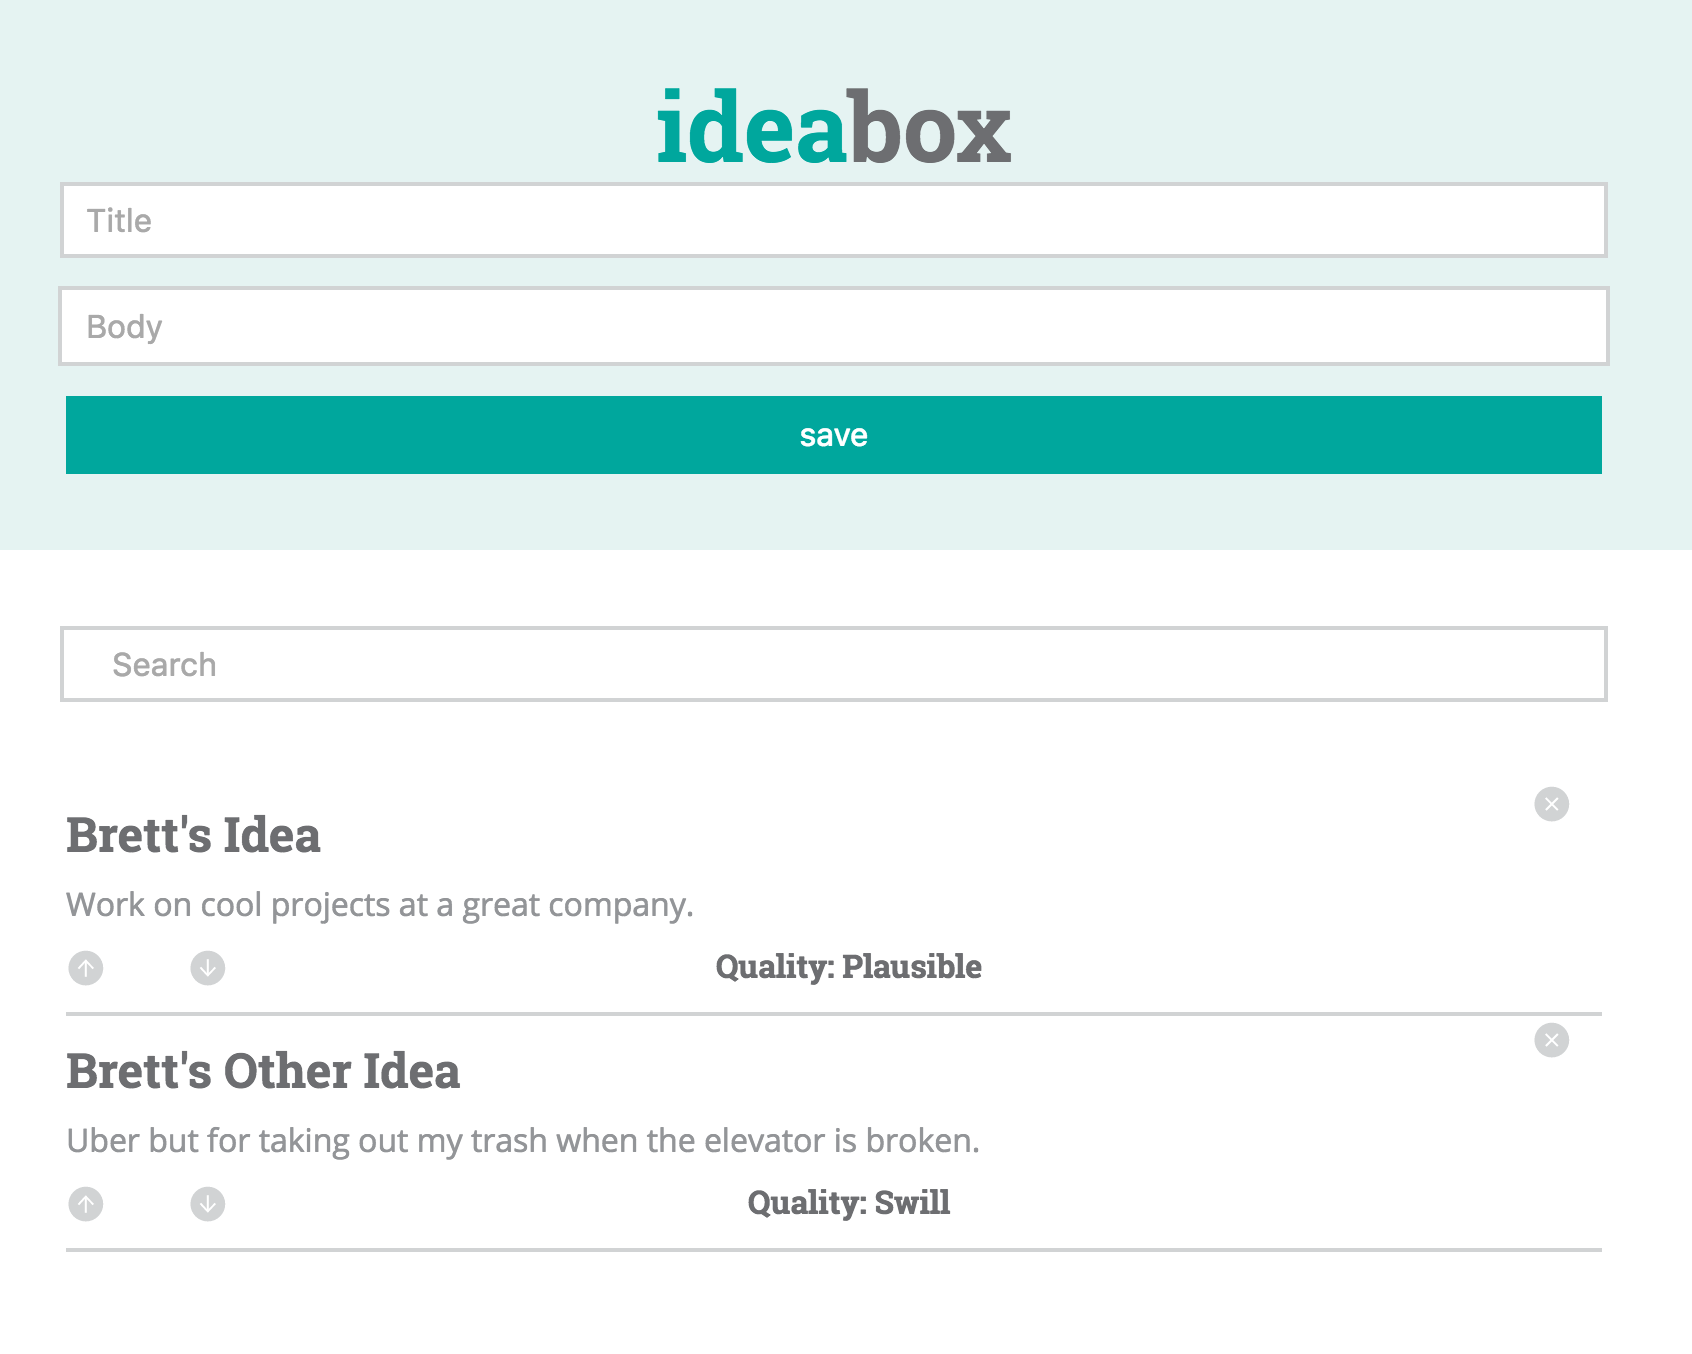 ideabox
Title
Body
save
Search
Brett's Idea
Work on cool projects at a great company.
Quality: Plausible
Brett's Other Idea
Uber but for taking out my trash when the elevator is broken.
Quality: Swill